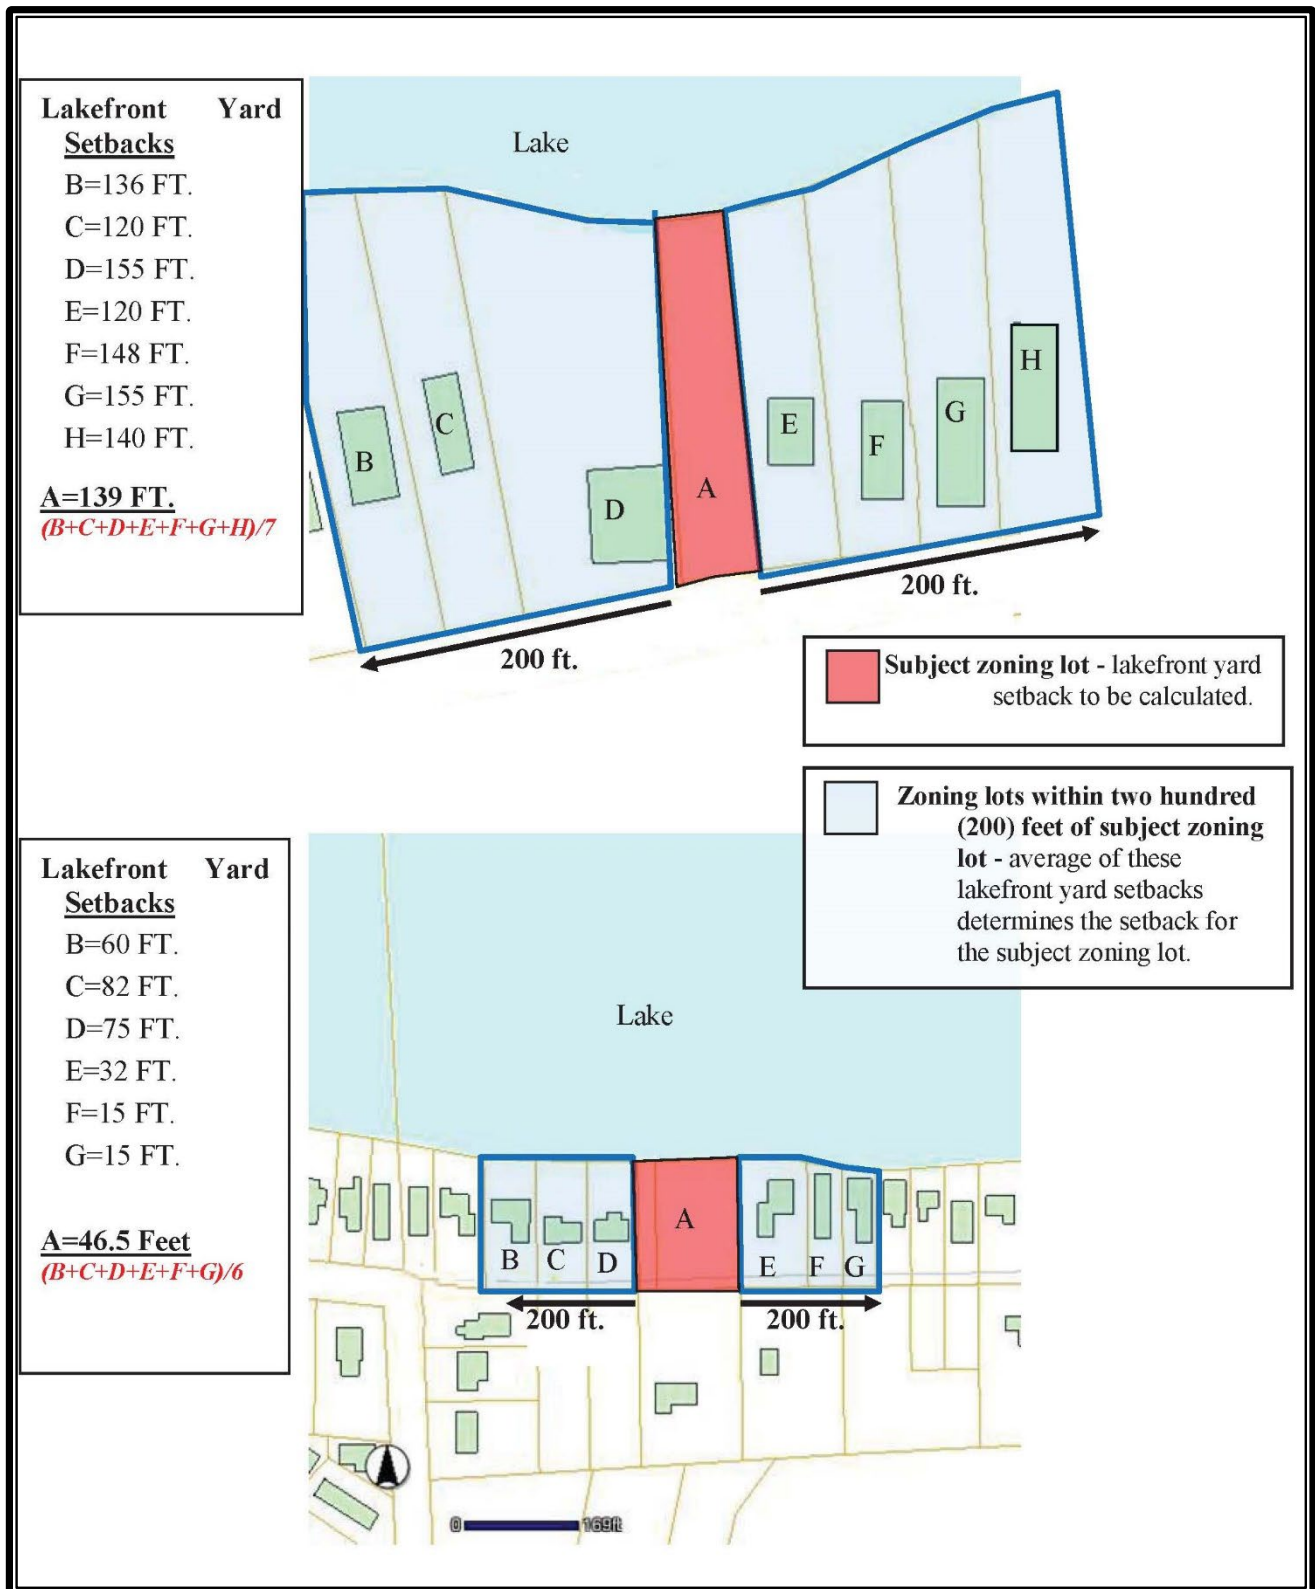 Lakefront Yard
Setbacks
B=136 FT.
C=120 FT.
D=155 FT.
E=120 FT.
F=148 FT.
G=155 FT.
H=140 FT.
A=139 FT.
(B+C+D+E+F+G+H)/7
Lake
B
C
D
A
E
F
G
H
200 ft.
200 ft.
Subject zoning lot - lakefront yard
setback to be calculated.
Zoning lots within two hundred
(200) feet of subject zoning
lot - average of these
lakefront yard setbacks
determines the setback for
the subject zoning lot.
Lakefront Yard
Setbacks
B=60 FT.
C=82 FT.
D=75 FT.
E=32 FT.
F=15 FT.
G=15 FT.
A=46.5 Feet
(B+C+D+E+F+G)/6
Lake
B
C
D
A
E
F
G
200 ft.
200 ft.
0 169ft